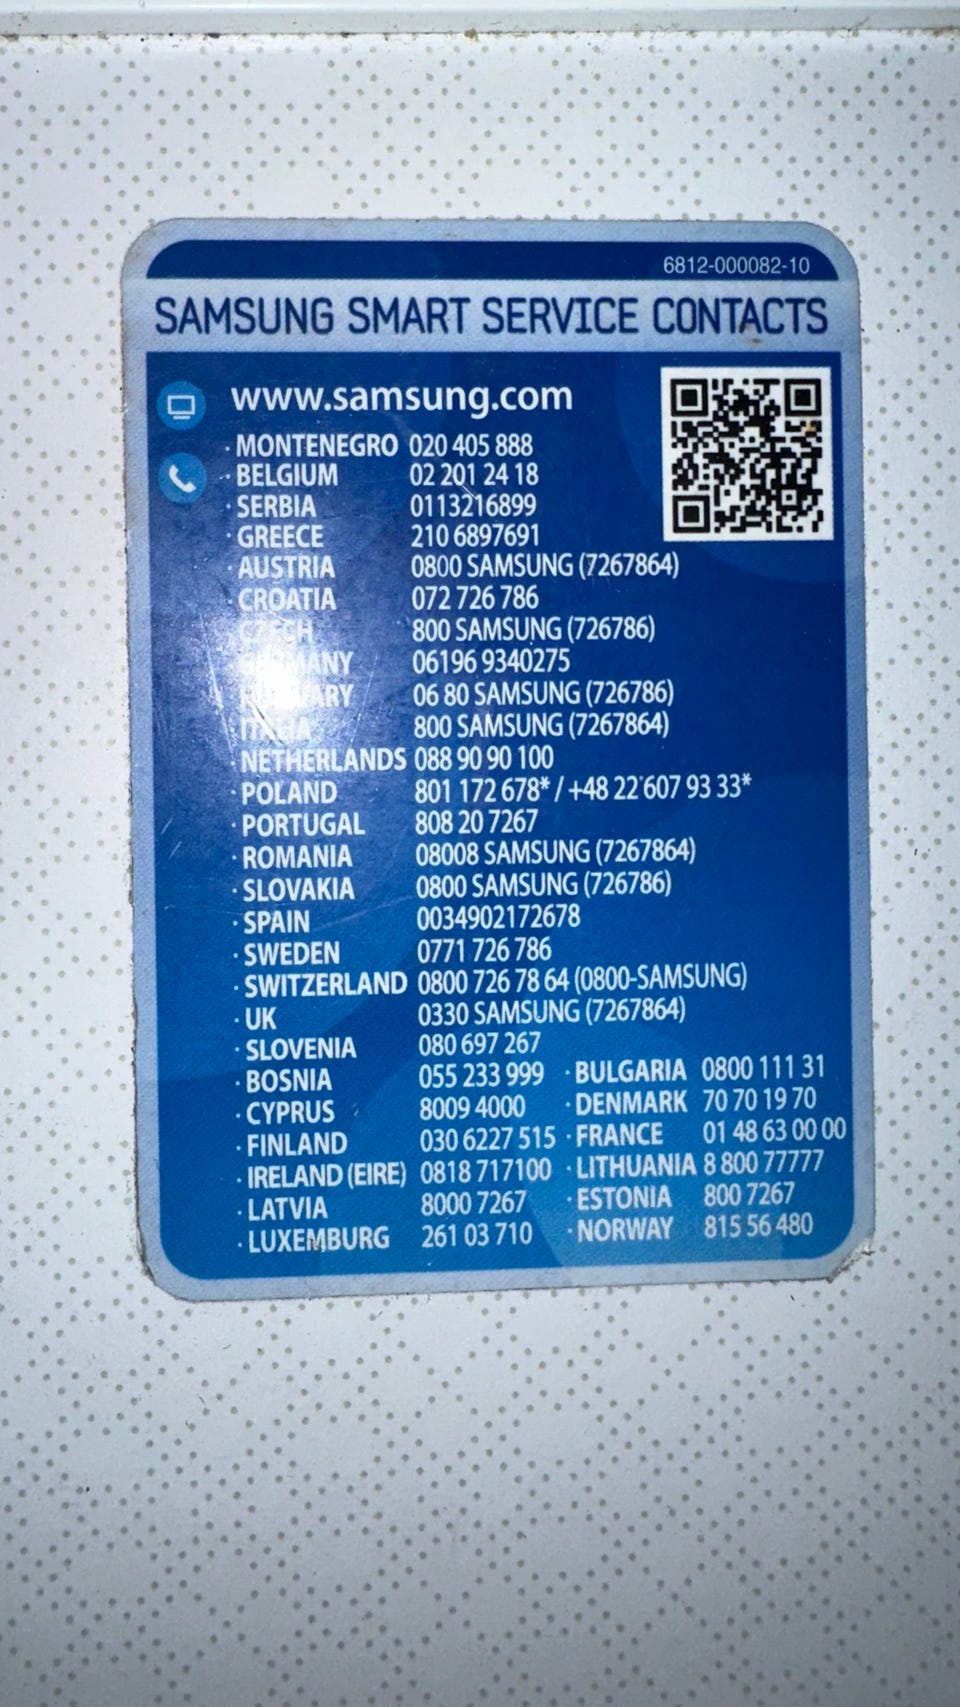 6812-000082-10
SAMSUNG SMART SERVICE CONTACTS
www.samsung.com
· MONTENEGRO 020 405 888
· BELGIUM 02 201 24 18
· SERBIA 0113216899
· GREECE 210 6897691
· AUSTRIA 0800 SAMSUNG (7267864)
· CROATIA 072 726 786
· CZECH 800 SAMSUNG (726786)
GERMANY 06196 9340275
HUNGARY 06 80 SAMSUNG (726786)
· ITALIA 800 SAMSUNG (7267864)
· NETHERLANDS 088 90 90 100
· POLAND 801 172 678* / +48 22 607 93 33*
· PORTUGAL 808 20 7267
· ROMANIA 08008 SAMSUNG (7267864)
· SLOVAKIA 0800 SAMSUNG (726786)
· SPAIN 0034902172678
· SWEDEN 0771 726 786
· SWITZERLAND 0800 726 78 64 (0800-SAMSUNG)
· UK 0330 SAMSUNG (7267864)
· SLOVENIA 080 697 267
· BOSNIA 055 233 999 · BULGARIA 0800 111 31
· CYPRUS 8009 4000 · DENMARK 70 70 19 70
· FINLAND 030 6227 515 · FRANCE 01 48 63 00 00
· IRELAND (EIRE) 0818 717100 · LITHUANIA 8 800 77777
· LATVIA 8000 7267 · ESTONIA 800 7267
· LUXEMBURG 261 03 710 · NORWAY 815 56 480